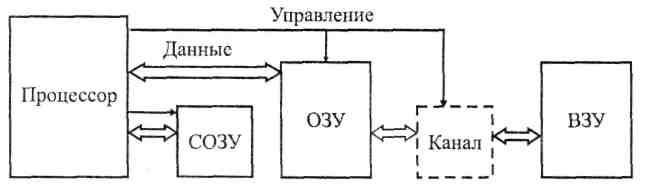 Управление
Данные
Процессор
СОЗУ
ОЗУ
Канал
ВЗУ